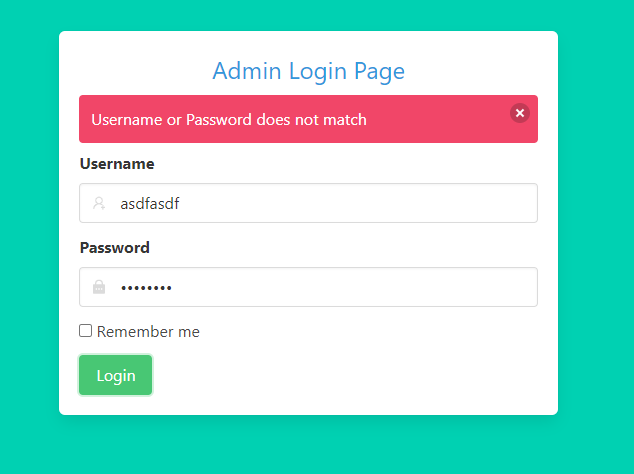 Admin Login Page
Username or Password does not match
Username
asdfasdf
Password
••••••••
Remember me
Login